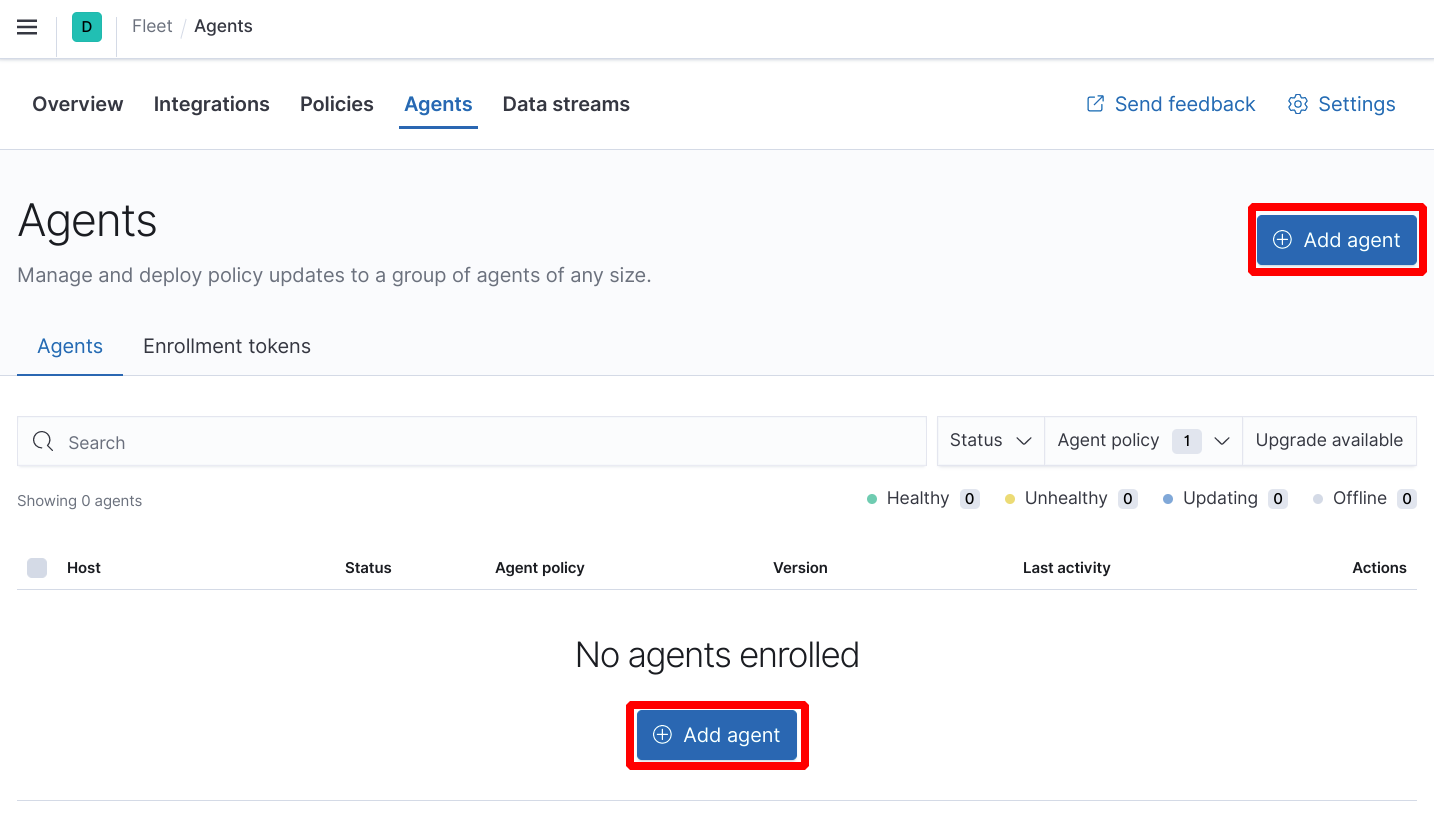 D Fleet / Agents
Overview Integrations Policies Agents Data streams Send feedback Settings
Agents
Add agent
Manage and deploy policy updates to a group of agents of any size.
Agents Enrollment tokens
Search Status Agent policy 1 Upgrade available
Showing 0 agents Healthy 0 Unhealthy 0 Updating 0 Offline 0
Host Status Agent policy Version Last activity Actions
No agents enrolled
Add agent